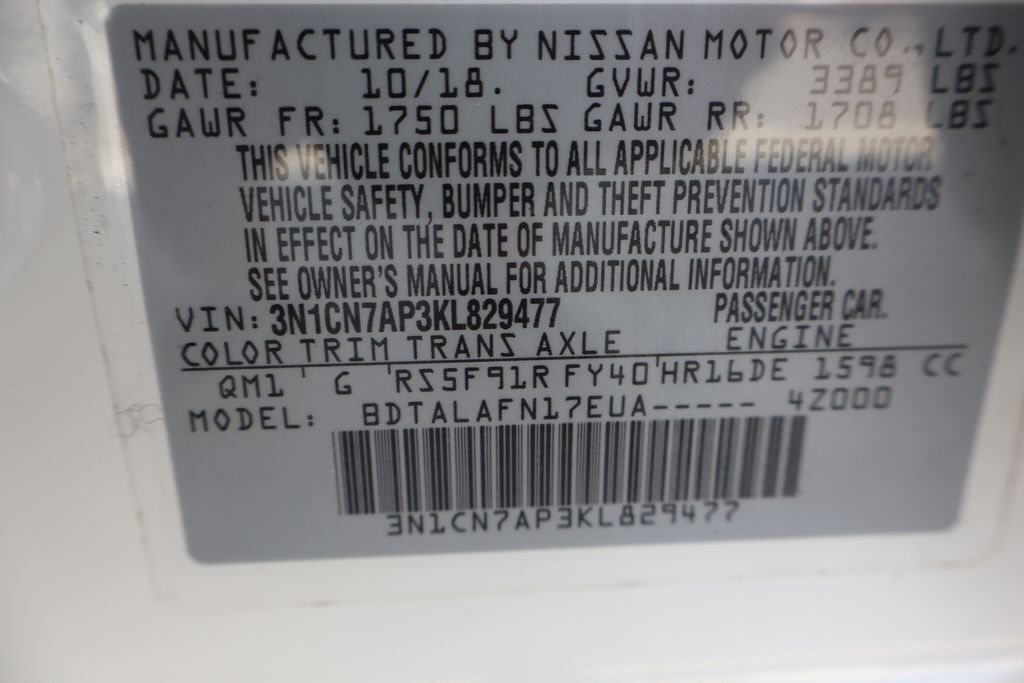 MANUFACTURED BY NISSAN MOTOR CO., LTD.
DATE: 10/18. GVWR: 3389 LBS
GAWR FR: 1750 LBS GAWR RR: 1708 LBS
THIS VEHICLE CONFORMS TO ALL APPLICABLE FEDERAL MOTOR
VEHICLE SAFETY, BUMPER AND THEFT PREVENTION STANDARDS
IN EFFECT ON THE DATE OF MANUFACTURE SHOWN ABOVE.
SEE OWNER'S MANUAL FOR ADDITIONAL INFORMATION.
VIN: 3N1CN7AP3KL829477 PASSENGER CAR.
COLOR TRIM TRANS AXLE ENGINE
QM1 ' G 'RS5F91R FY40'HR16DE 1598 CC
MODEL: BDTALAFN17EUA----- 4Z000
3N1CN7AP3KL829477